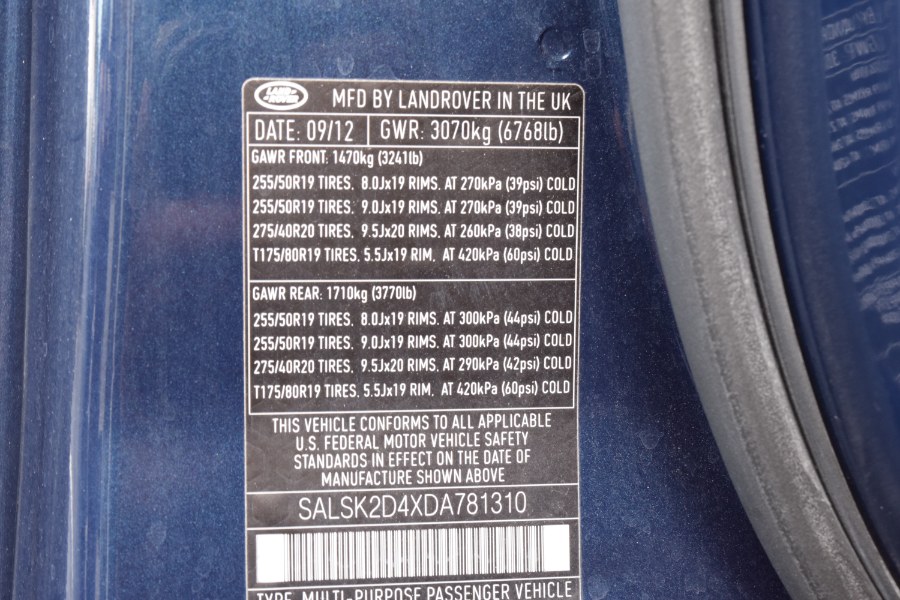 LAND ROVER MFD BY LANDROVER IN THE UK
DATE: 09/12 GWR: 3070kg (6768lb)
GAWR FRONT: 1470kg (3241lb)
255/50R19 TIRES. 8.0Jx19 RIMS. AT 270kPa (39psi) COLD
255/50R19 TIRES. 9.0Jx19 RIMS. AT 270kPa (39psi) COLD
275/40R20 TIRES. 9.5Jx20 RIMS. AT 260kPa (38psi) COLD
T175/80R19 TIRES. 5.5Jx19 RIM. AT 420kPa (60psi) COLD
GAWR REAR: 1710kg (3770lb)
255/50R19 TIRES. 8.0Jx19 RIMS. AT 300kPa (44psi) COLD
255/50R19 TIRES. 9.0Jx19 RIMS. AT 300kPa (44psi) COLD
275/40R20 TIRES. 9.5Jx20 RIMS. AT 290kPa (42psi) COLD
T175/80R19 TIRES. 5.5Jx19 RIM. AT 420kPa (60psi) COLD
THIS VEHICLE CONFORMS TO ALL APPLICABLE
U.S. FEDERAL MOTOR VEHICLE SAFETY
STANDARDS IN EFFECT ON THE DATE OF
MANUFACTURE SHOWN ABOVE
SALSK2D4XDA781310
TYPE: MULTI-PURPOSE PASSENGER VEHICLE